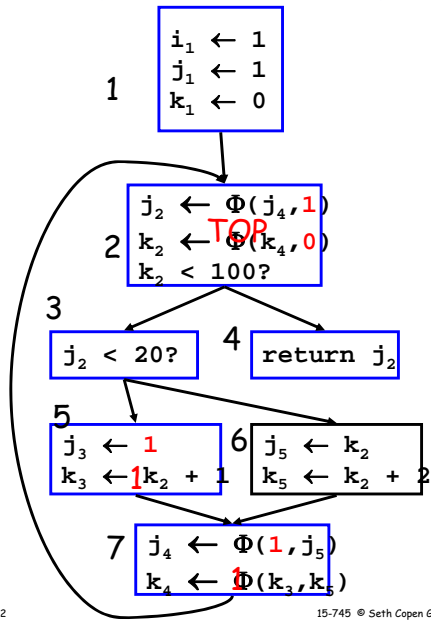 1
i₁ ← 1
j₁ ← 1
k₁ ← 0
2
j₂ ← Φ(j₄,1)
TOP
k₂ ← Φ(k₄,0)
k₂ < 100?
3
j₂ < 20?
4
return j₂
5
j₃ ← 1
k₃ ← 1 k₂ + 1
6
j₅ ← k₂
k₅ ← k₂ + 2
7
j₄ ← Φ(1,j₅)
k₄ ← Φ(k₃,k₅)
1
2
15-745 © Seth Copen G